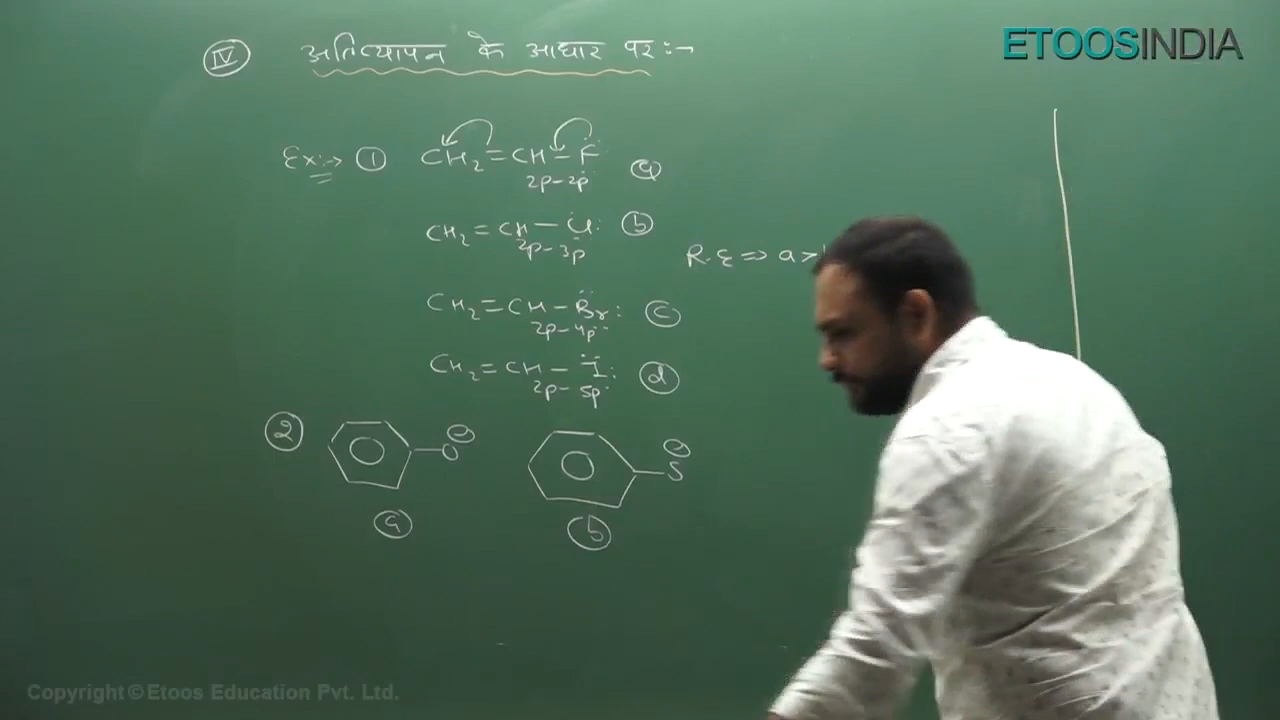 ETOOSINDIA
IV अतिव्यापन के आधार पर :-
Ex:→ 1 CH₂=CH–F a
2p-2p
CH₂=CH–Cl: b
2p-3p
R.E ⇒ a >
CH₂=CH–Br: c
2p-4p
CH₂=CH–I: d
2p-5p
2 O⊖ S⊖
a b
Copyright © Etoos Education Pvt. Ltd.